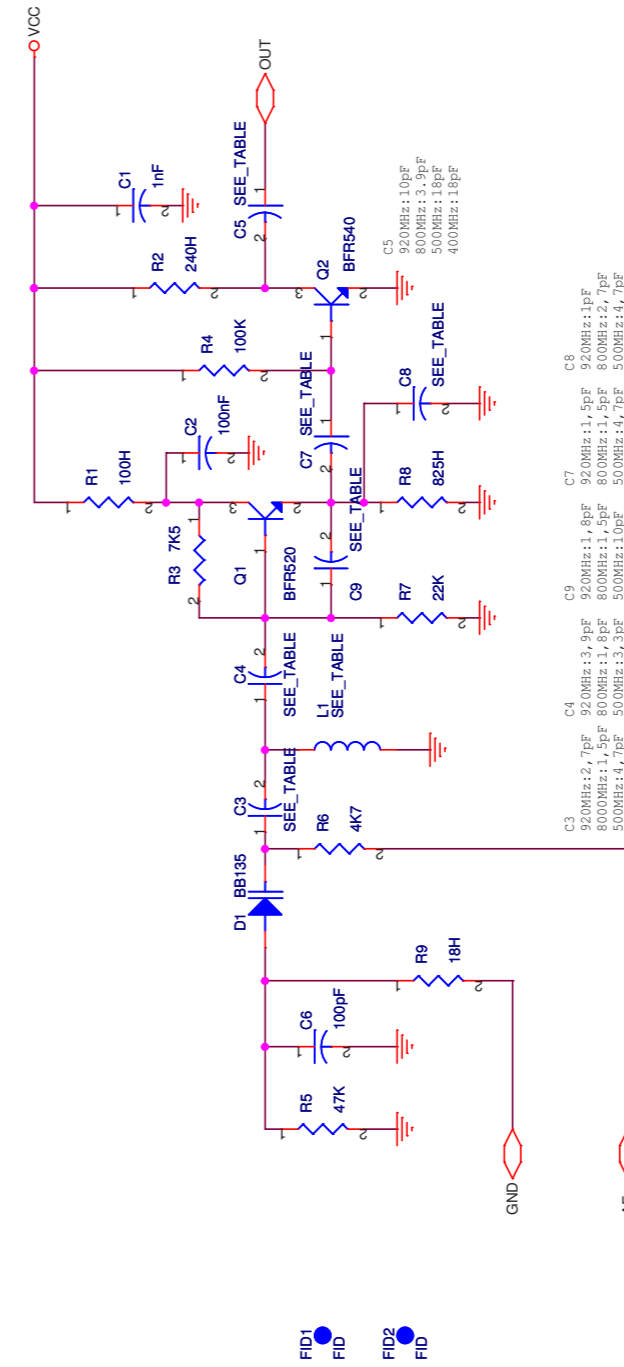 VCC
OUT
C1
1nF
R2
240H
C5
SEE_TABLE
Q2
BFR540
R4
100K
C2
100nF
R1
100H
R3
7K5
Q1
BFR520
C7
SEE_TABLE
C8
SEE_TABLE
R8
825H
C9
SEE_TABLE
R7
22K
C4
SEE_TABLE
L1
SEE_TABLE
C3
SEE_TABLE
R6
4K7
D1
BB135
R9
18H
C6
100pF
R5
47K
GND
FID1
FID
FID2
FID
C5
920MHz:10pF
800MHz:3.9pF
500MHz:18pF
400MHz:18pF
C3
920MHz:2,7pF
8000MHz:1,5pF
500MHz:4,7pF
C4
920MHz:3,9pF
800MHz:1,8pF
500MHz:3,3pF
C9
920MHz:1,8pF
800MHz:1,5pF
500MHz:10pF
C7
920MHz:1,5pF
800MHz:1,5pF
500MHz:4,7pF
C8
920MHz:1pF
800MHz:2,7pF
500MHz:4,7pF